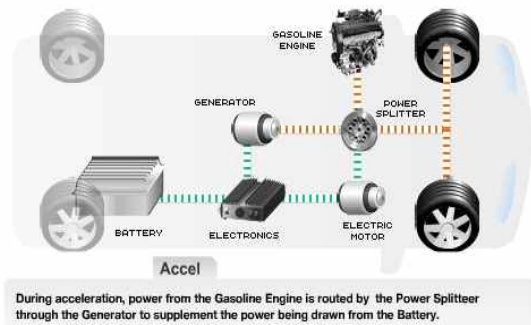 GASOLINE
ENGINE
GENERATOR
POWER
SPLITTER
BATTERY
ELECTRONICS
ELECTRIC
MOTOR
Accel
During acceleration, power from the Gasoline Engine is routed by the Power Splitteer
through the Generator to supplement the power being drawn from the Battery.